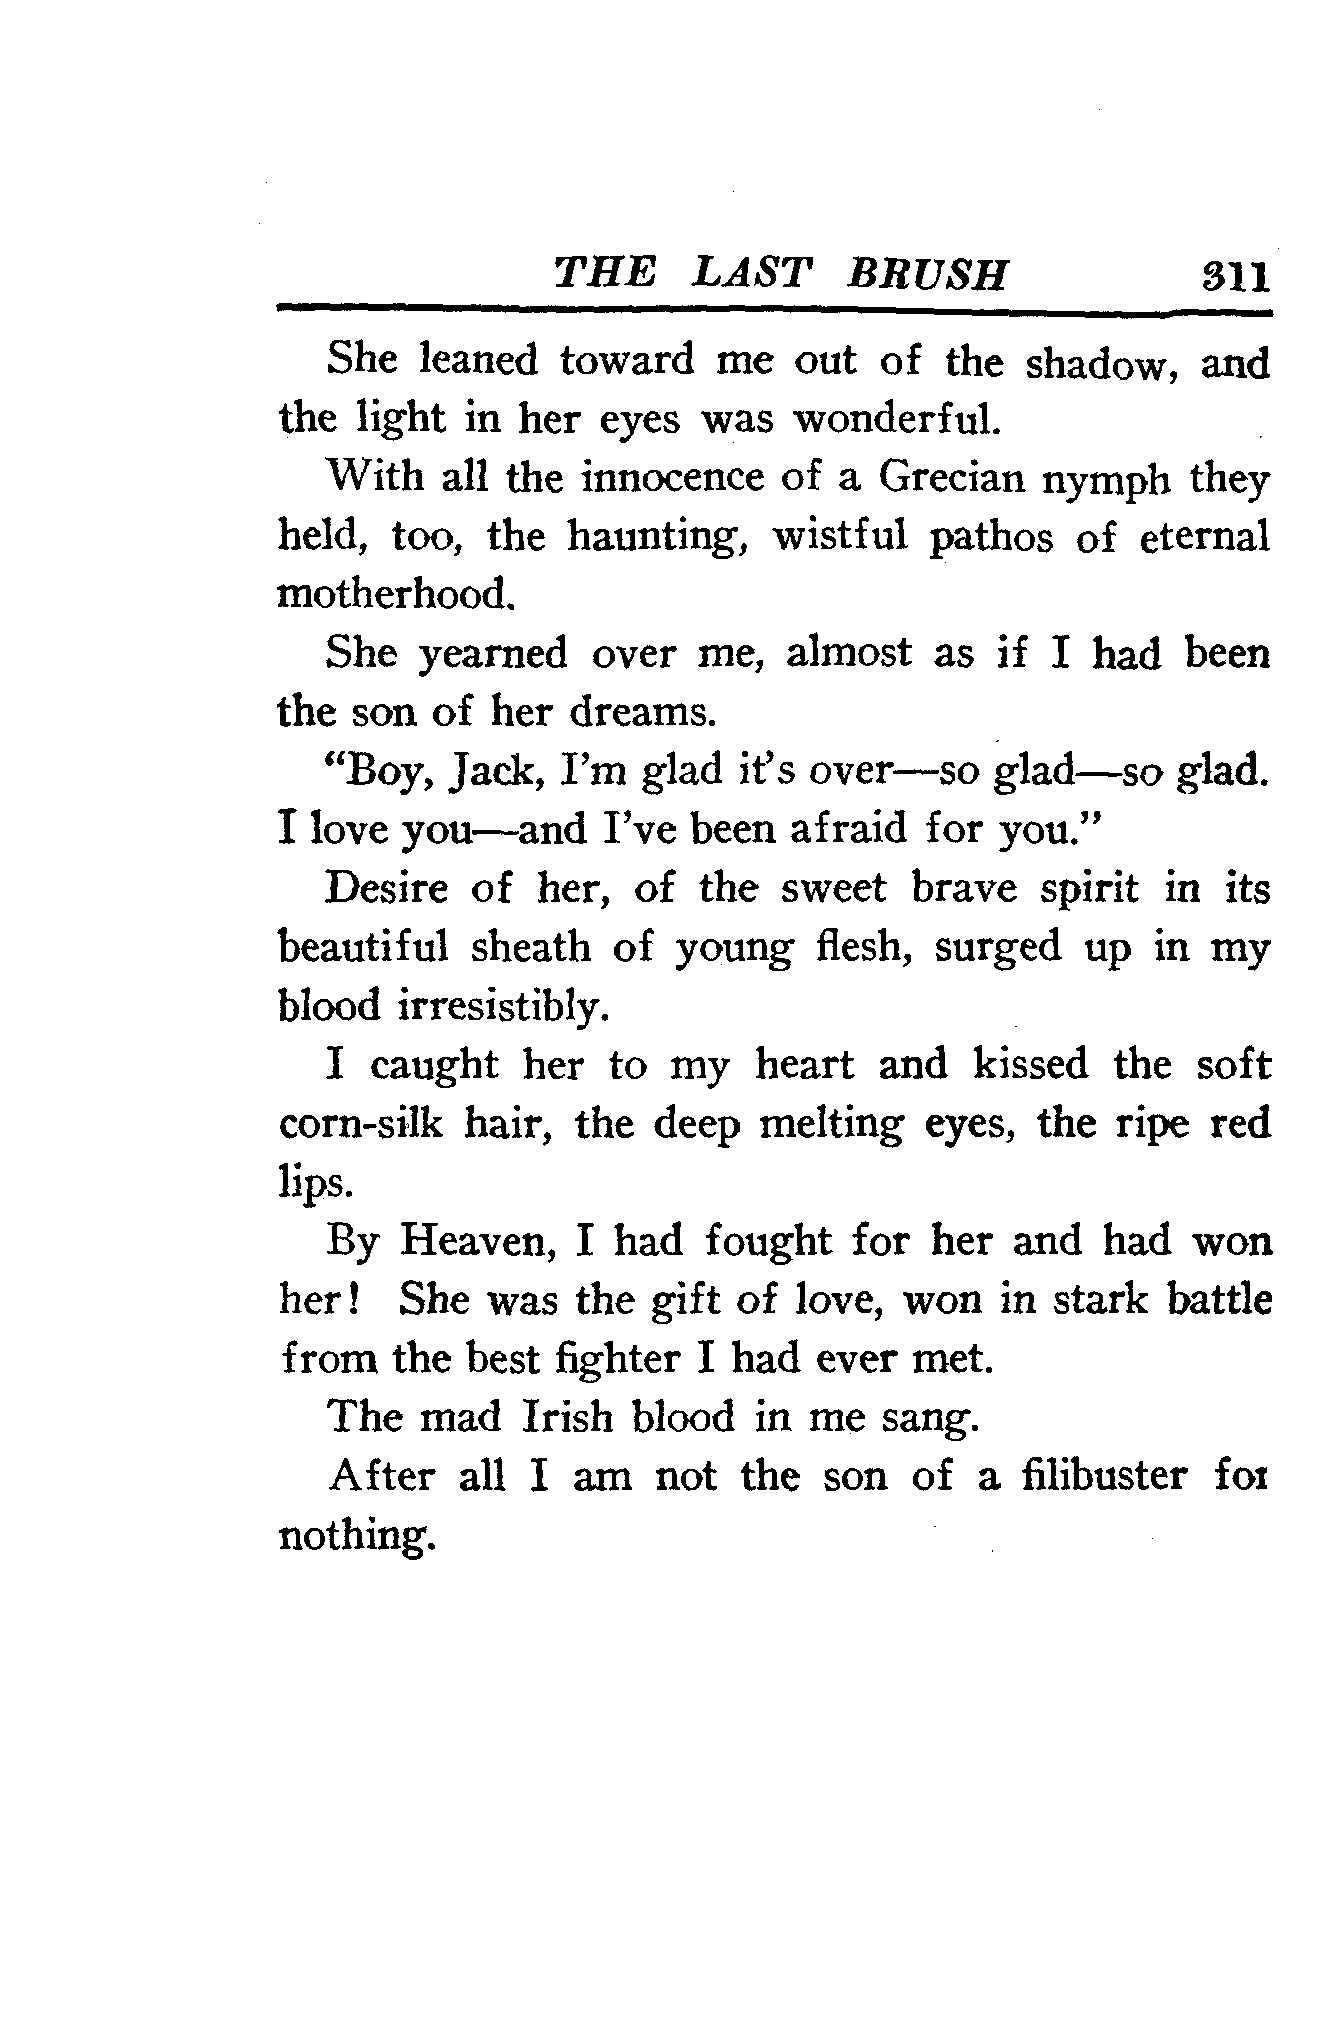 THE LAST BRUSH 311
She leaned toward me out of the shadow, and
the light in her eyes was wonderful.
With all the innocence of a Grecian nymph they
held, too, the haunting, wistful pathos of eternal
motherhood.
She yearned over me, almost as if I had been
the son of her dreams.
“Boy, Jack, I’m glad it’s over—so glad—so glad.
I love you—and I’ve been afraid for you.”
Desire of her, of the sweet brave spirit in its
beautiful sheath of young flesh, surged up in my
blood irresistibly.
I caught her to my heart and kissed the soft
corn-silk hair, the deep melting eyes, the ripe red
lips.
By Heaven, I had fought for her and had won
her! She was the gift of love, won in stark battle
from the best fighter I had ever met.
The mad Irish blood in me sang.
After all I am not the son of a filibuster for
nothing.